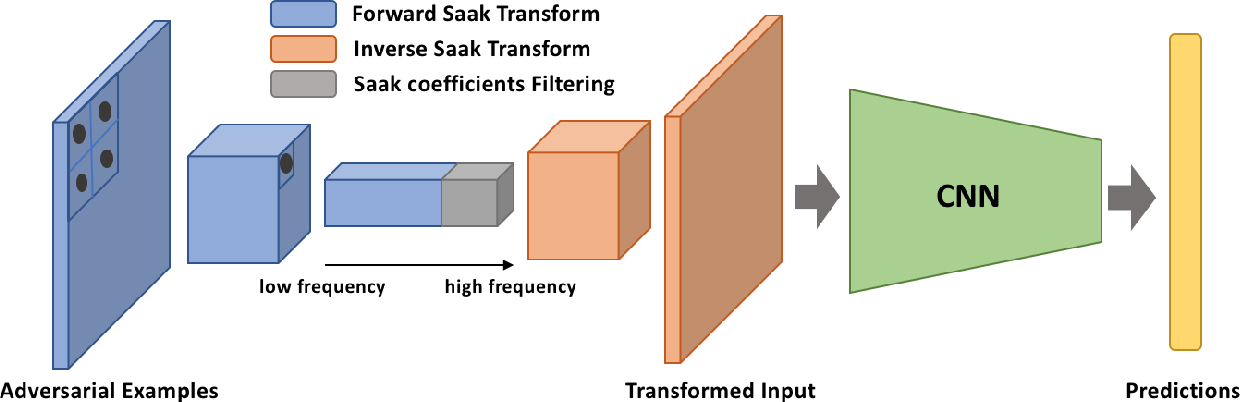 Forward Saak Transform
Inverse Saak Transform
Saak coefficients Filtering
CNN
low frequency
high frequency
Adversarial Examples
Transformed Input
Predictions